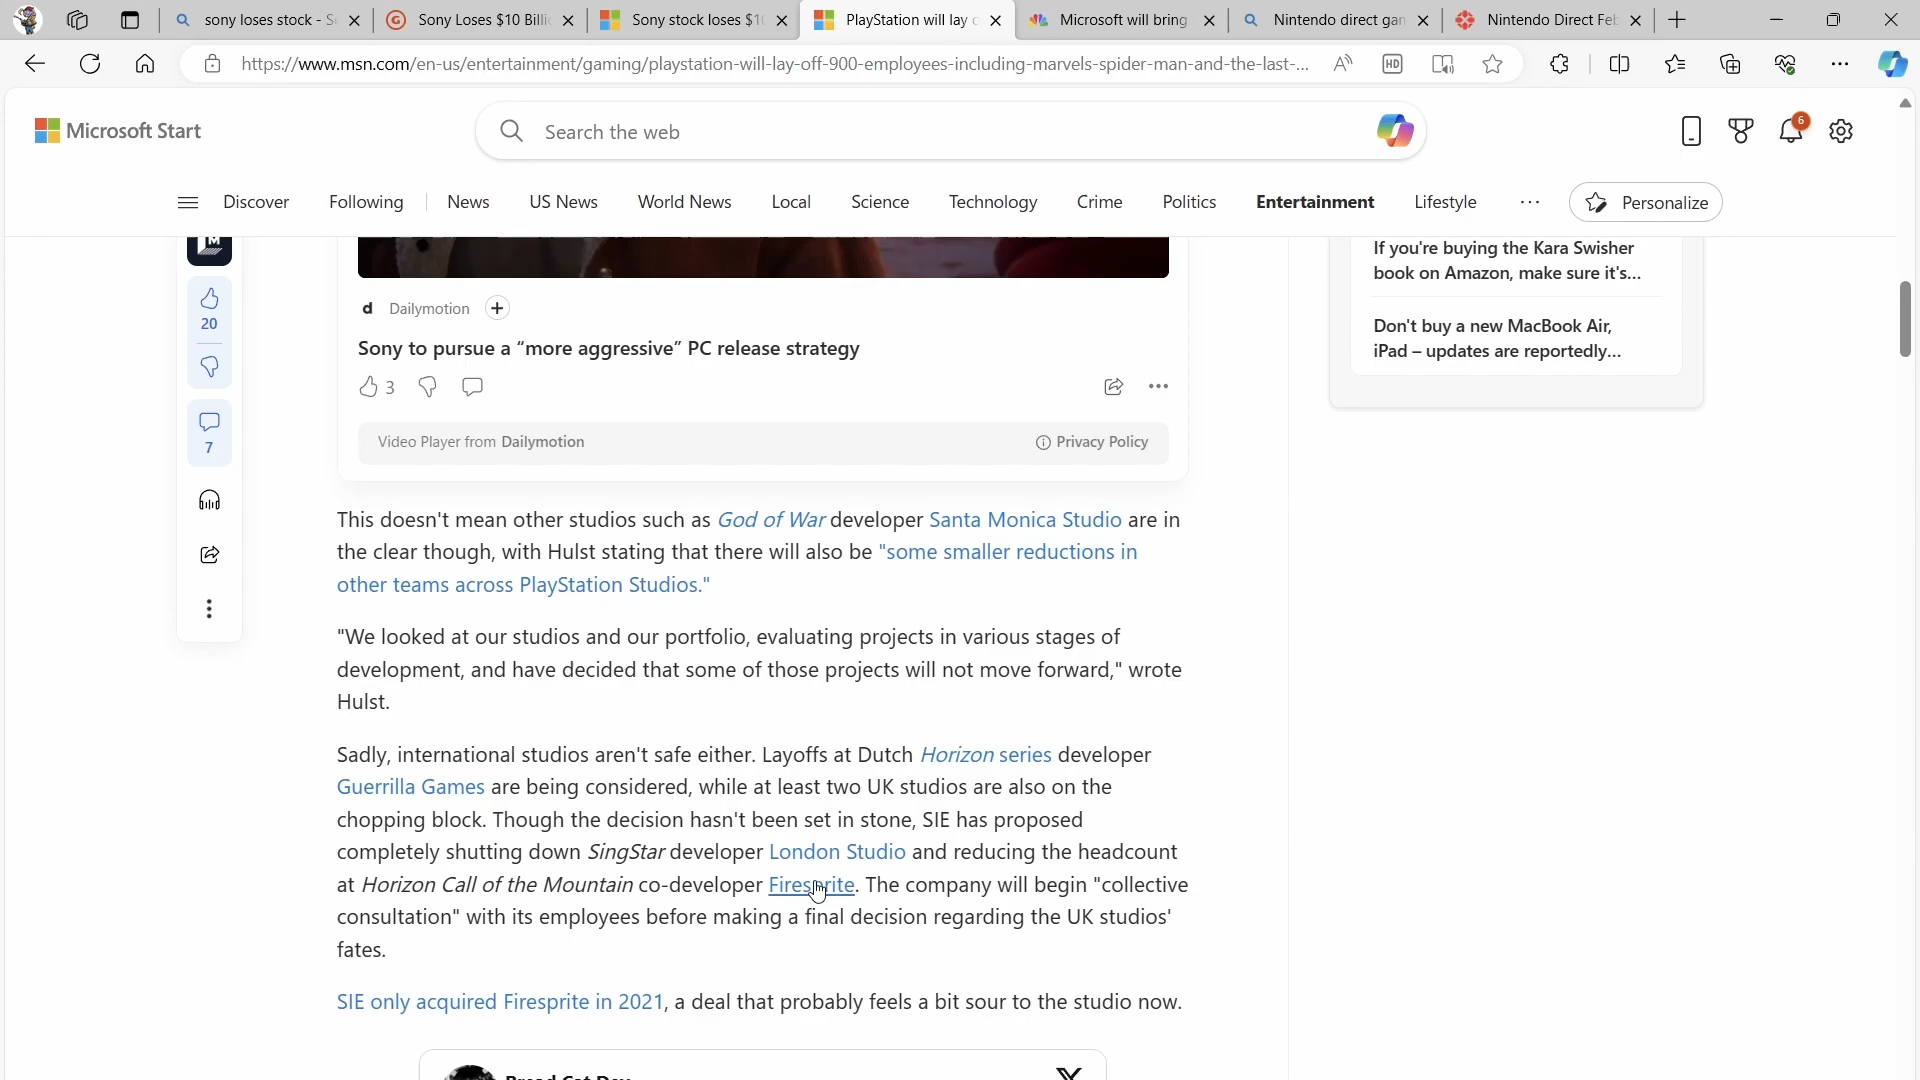 sony loses stock - S
Sony Loses $10 Billi
Sony stock loses $1
PlayStation will lay o
Microsoft will bring
Nintendo direct gam
Nintendo Direct Feb
https://www.msn.com/en-us/entertainment/gaming/playstation-will-lay-off-900-employees-including-marvels-spider-man-and-the-last-...
HD
Microsoft Start
Search the web
6
Discover
Following
News
US News
World News
Local
Science
Technology
Crime
Politics
Entertainment
Lifestyle
Personalize
M
20
7
d Dailymotion
Sony to pursue a “more aggressive” PC release strategy
3
Video Player from Dailymotion
Privacy Policy
This doesn't mean other studios such as God of War developer Santa Monica Studio are in
the clear though, with Hulst stating that there will also be "some smaller reductions in
other teams across PlayStation Studios."
"We looked at our studios and our portfolio, evaluating projects in various stages of
development, and have decided that some of those projects will not move forward," wrote
Hulst.
Sadly, international studios aren't safe either. Layoffs at Dutch Horizon series developer
Guerrilla Games are being considered, while at least two UK studios are also on the
chopping block. Though the decision hasn't been set in stone, SIE has proposed
completely shutting down SingStar developer London Studio and reducing the headcount
at Horizon Call of the Mountain co-developer Firesprite. The company will begin "collective
consultation" with its employees before making a final decision regarding the UK studios'
fates.
SIE only acquired Firesprite in 2021, a deal that probably feels a bit sour to the studio now.
If you're buying the Kara Swisher
book on Amazon, make sure it's...
Don't buy a new MacBook Air,
iPad – updates are reportedly...